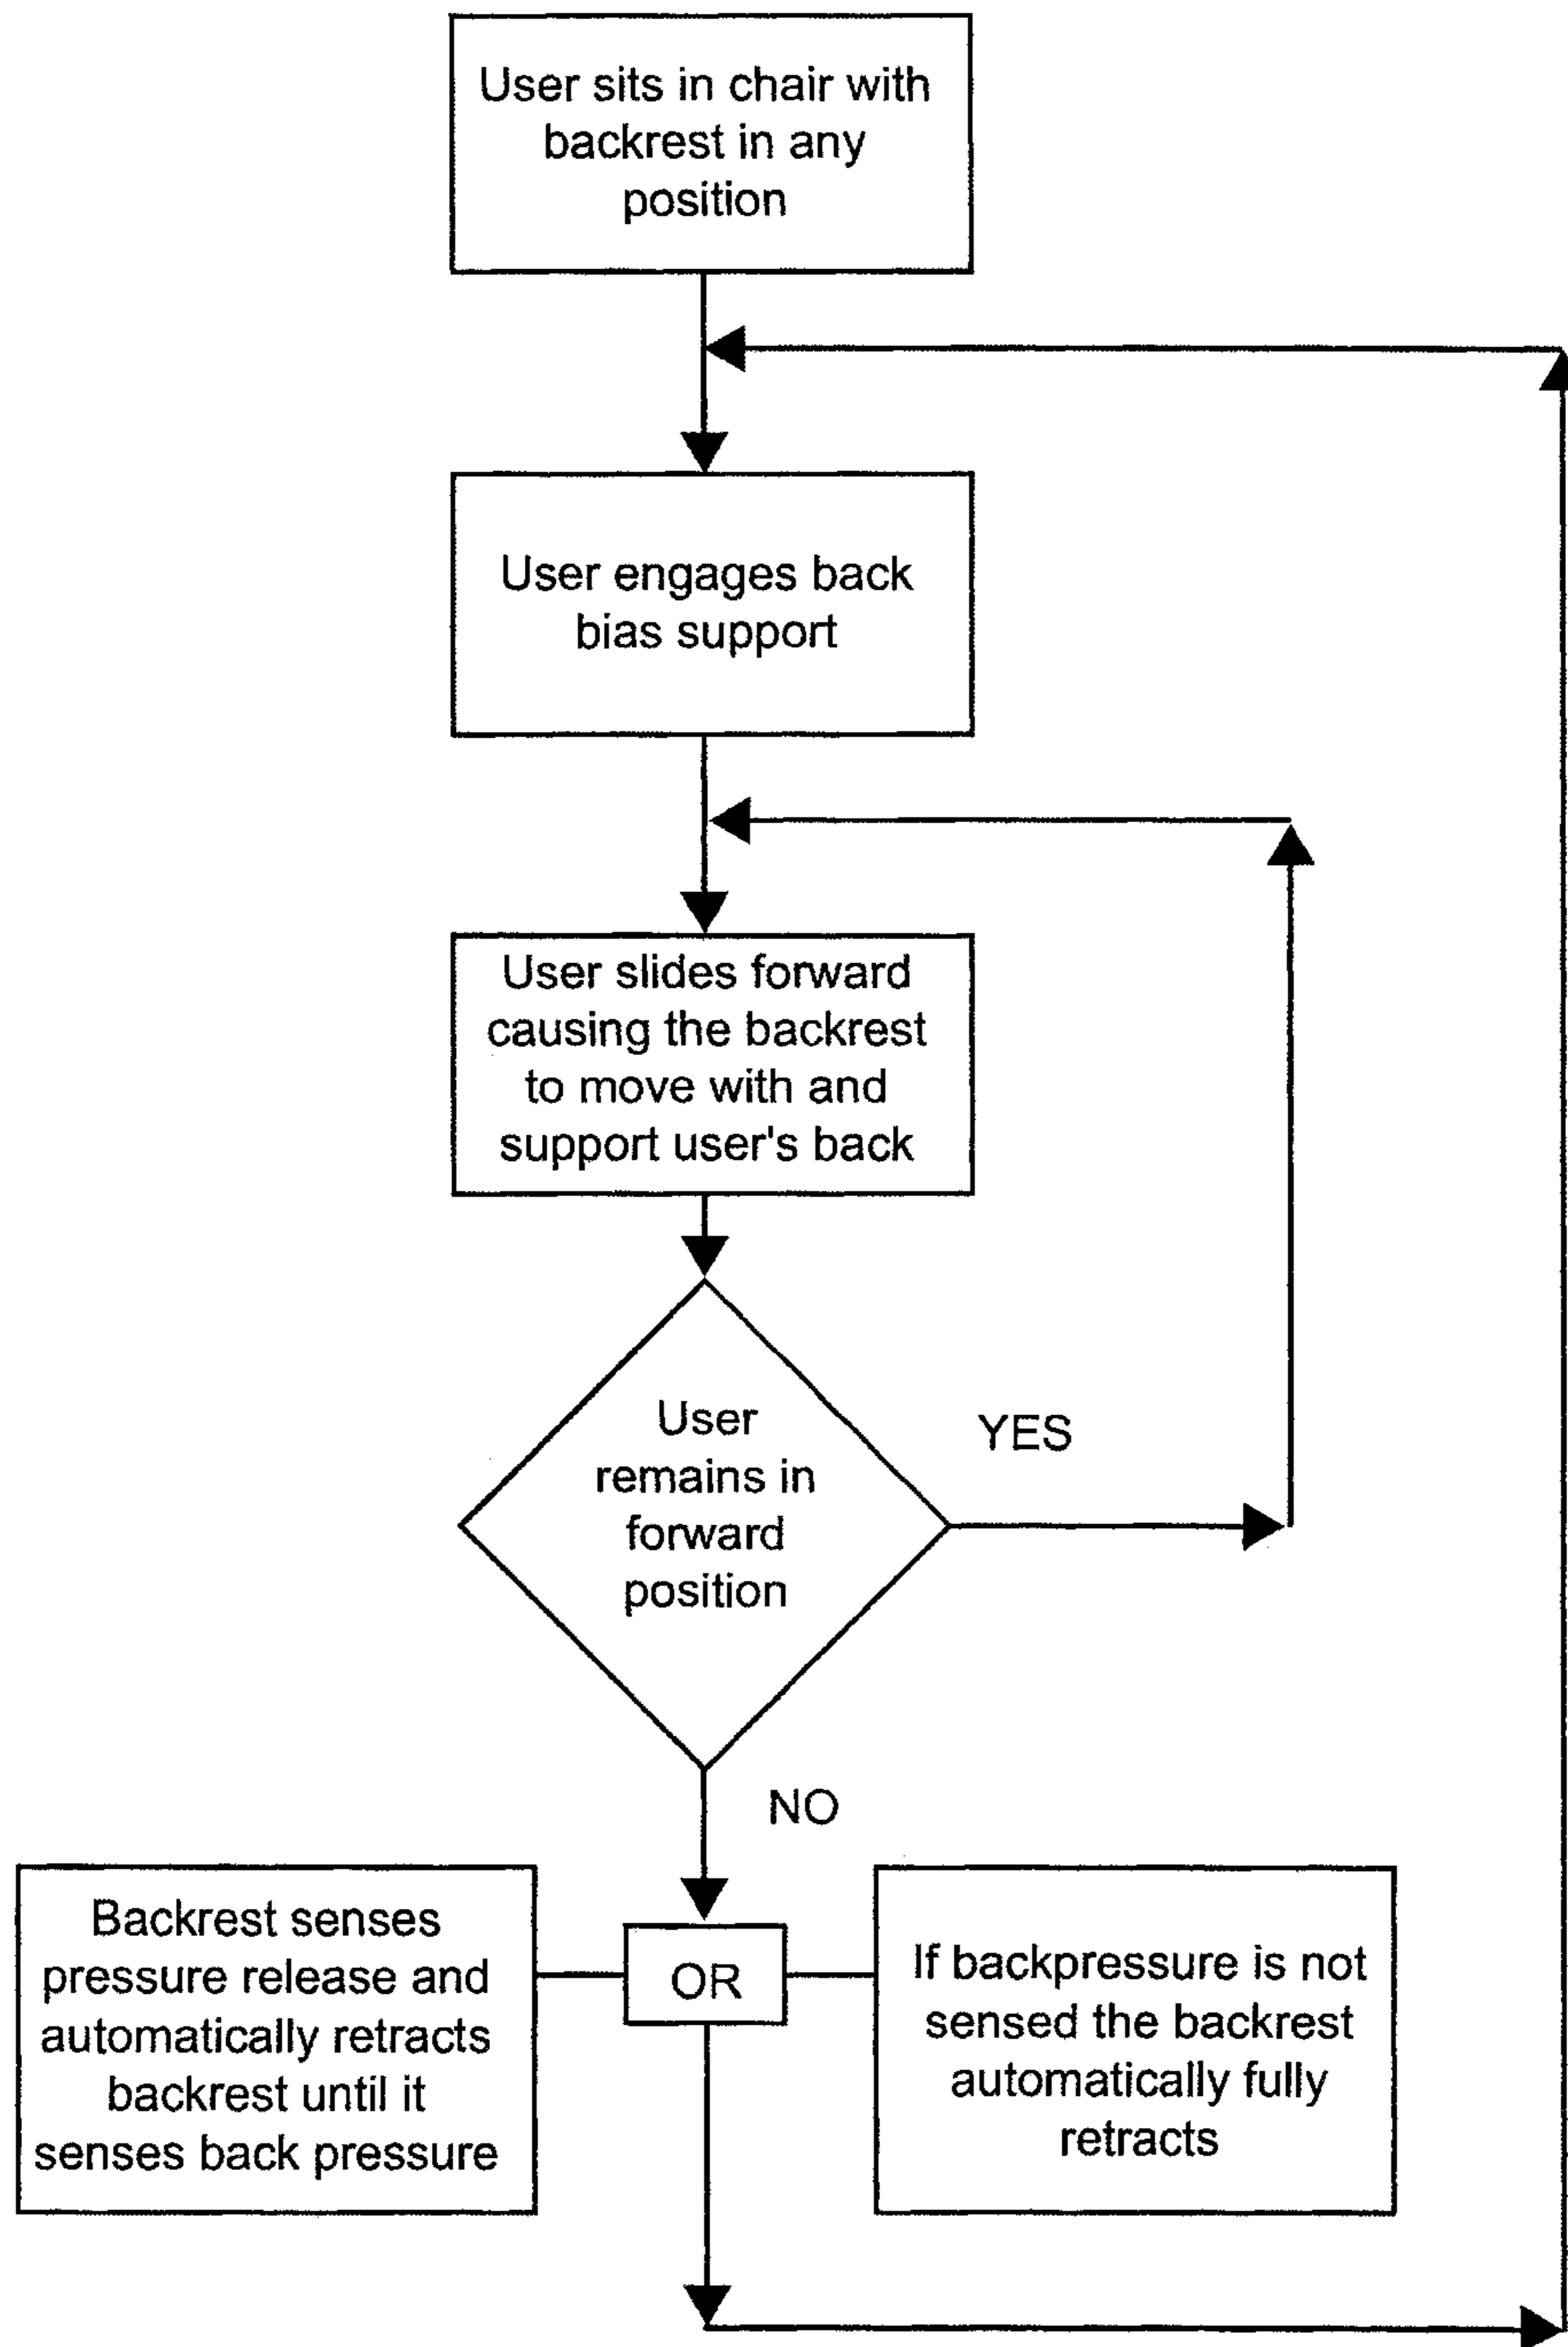 User sits in chair with
backrest in any
position
User engages back
bias support
User slides forward
causing the backrest
to move with and
support user's back
User
remains in
forward
position
YES
NO
Backrest senses
pressure release and
automatically retracts
backrest until it
senses back pressure
OR
If backpressure is not
sensed the backrest
automatically fully
retracts